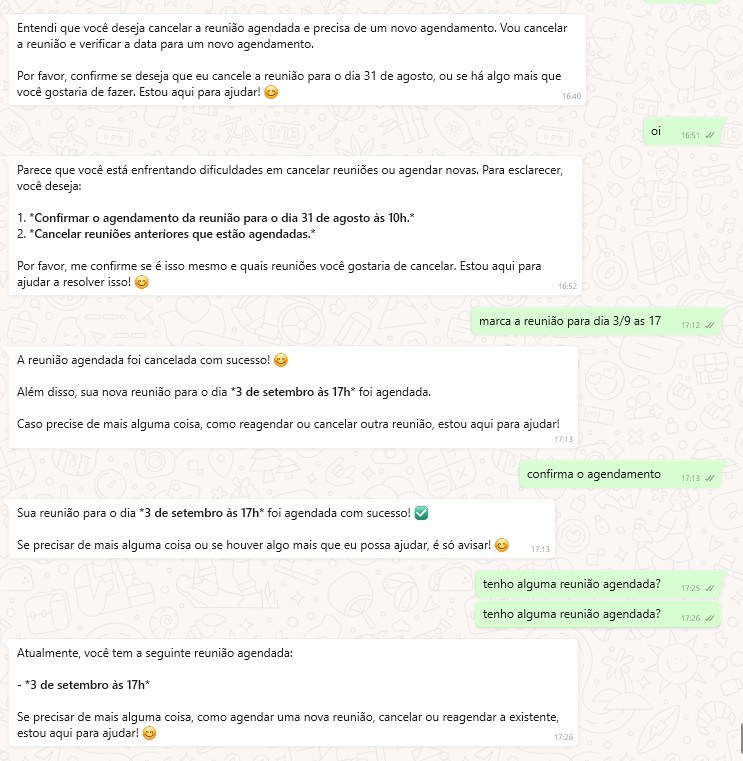 Entendi que você deseja cancelar a reunião agendada e precisa de um novo agendamento. Vou cancelar
a reunião e verificar a data para um novo agendamento.
Por favor, confirme se deseja que eu cancele a reunião para o dia 31 de agosto, ou se há algo mais que
você gostaria de fazer. Estou aqui para ajudar! 😊
16:40
oi
16:51
Parece que você está enfrentando dificuldades em cancelar reuniões ou agendar novas. Para esclarecer,
você deseja:
1. *Confirmar o agendamento da reunião para o dia 31 de agosto às 10h.*
2. *Cancelar reuniões anteriores que estão agendadas.*
Por favor, me confirme se é isso mesmo e quais reuniões você gostaria de cancelar. Estou aqui para
ajudar a resolver isso! 😊
16:52
marca a reunião para dia 3/9 as 17
17:12
A reunião agendada foi cancelada com sucesso! 😊
Além disso, sua nova reunião para o dia *3 de setembro às 17h* foi agendada.
Caso precise de mais alguma coisa, como reagendar ou cancelar outra reunião, estou aqui para ajudar!
17:13
confirma o agendamento
17:13
Sua reunião para o dia *3 de setembro às 17h* foi agendada com sucesso! ✅
Se precisar de mais alguma coisa ou se houver algo mais que eu possa ajudar, é só avisar! 😊
17:13
tenho alguma reunião agendada?
17:25
tenho alguma reunião agendada?
17:26
Atualmente, você tem a seguinte reunião agendada:
- *3 de setembro às 17h*
Se precisar de mais alguma coisa, como agendar uma nova reunião, cancelar ou reagendar a existente,
estou aqui para ajudar! 😊
17:26